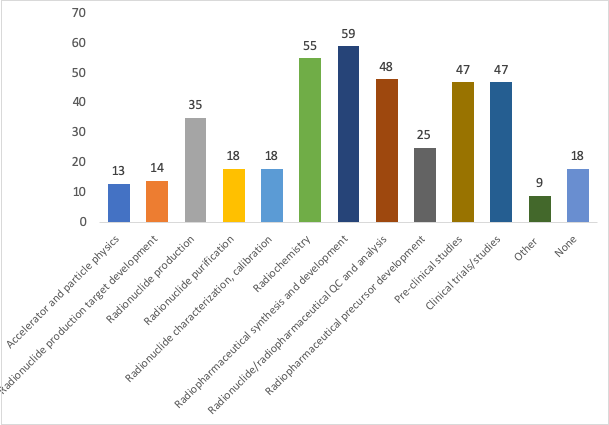 70
60
50
40
30
20
10
0
13
14
35
18
18
55
59
48
25
47
47
9
18
Accelerator and particle physics
Radionuclide production target development
Radionuclide production
Radionuclide purification
Radionuclide characterization, calibration
Radiochemistry
Radiopharmaceutical synthesis and development
Radionuclide/radiopharmaceutical QC and analysis
Radiopharmaceutical precursor development
Pre-clinical studies
Clinical trials/studies
Other
None